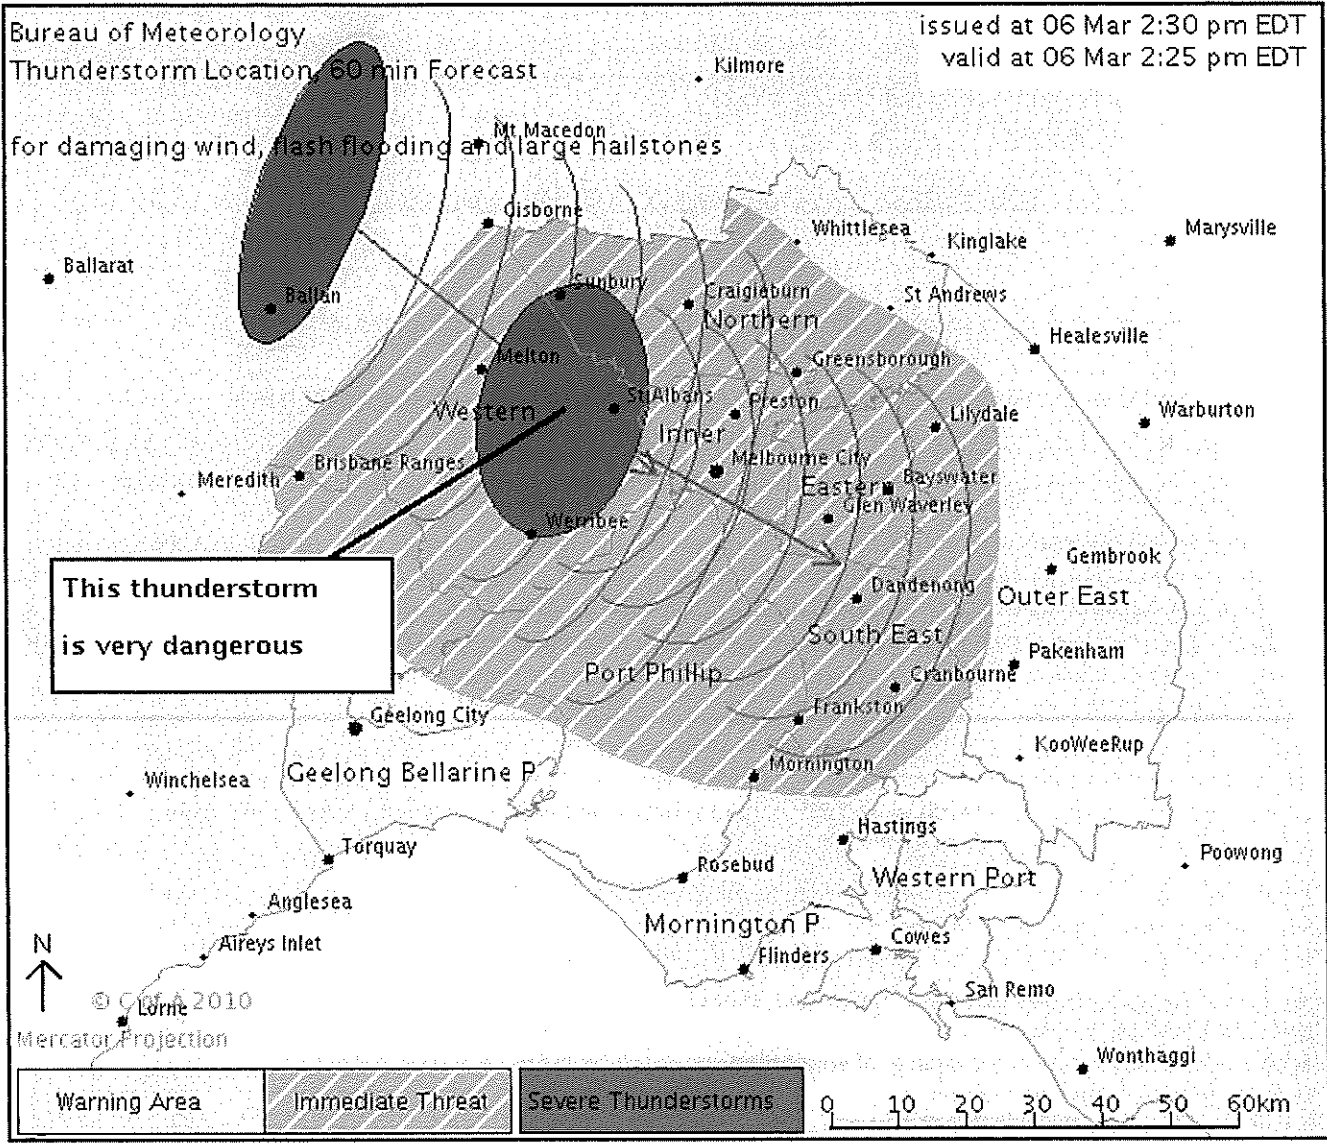 Bureau of Meteorology
Thunderstorm Location, 60 min Forecast
for damaging wind, flash flooding and large hailstones
issued at 06 Mar 2:30 pm EDT
valid at 06 Mar 2:25 pm EDT
Kilmore
Mt Macedon
Gisborne
Whittlesea
Kinglake
Marysville
Ballarat
Ballan
Sunbury
Craigieburn
St Andrews
Northern
Healesville
Melton
Greensborough
Western
St Albans
Preston
Lilydale
Warburton
Inner
Meredith
Brisbane Ranges
Melbourne City
Eastern
Bayswater
Glen Waverley
Werribee
Gembrook
This thunderstorm
is very dangerous
Dandenong
Outer East
South East
Pakenham
Port Phillip
Cranbourne
Geelong City
Frankston
KooWeeRup
Geelong Bellarine P
Mornington
Winchelsea
Hastings
Torquay
Rosebud
Poowong
Western Port
Anglesea
Mornington P
Aireys Inlet
Cowes
Flinders
N
San Remo
© C of A 2010
Lorne
Mercator Projection
Wonthaggi
Warning Area
Immediate Threat
Severe Thunderstorms
0 10 20 30 40 50 60km